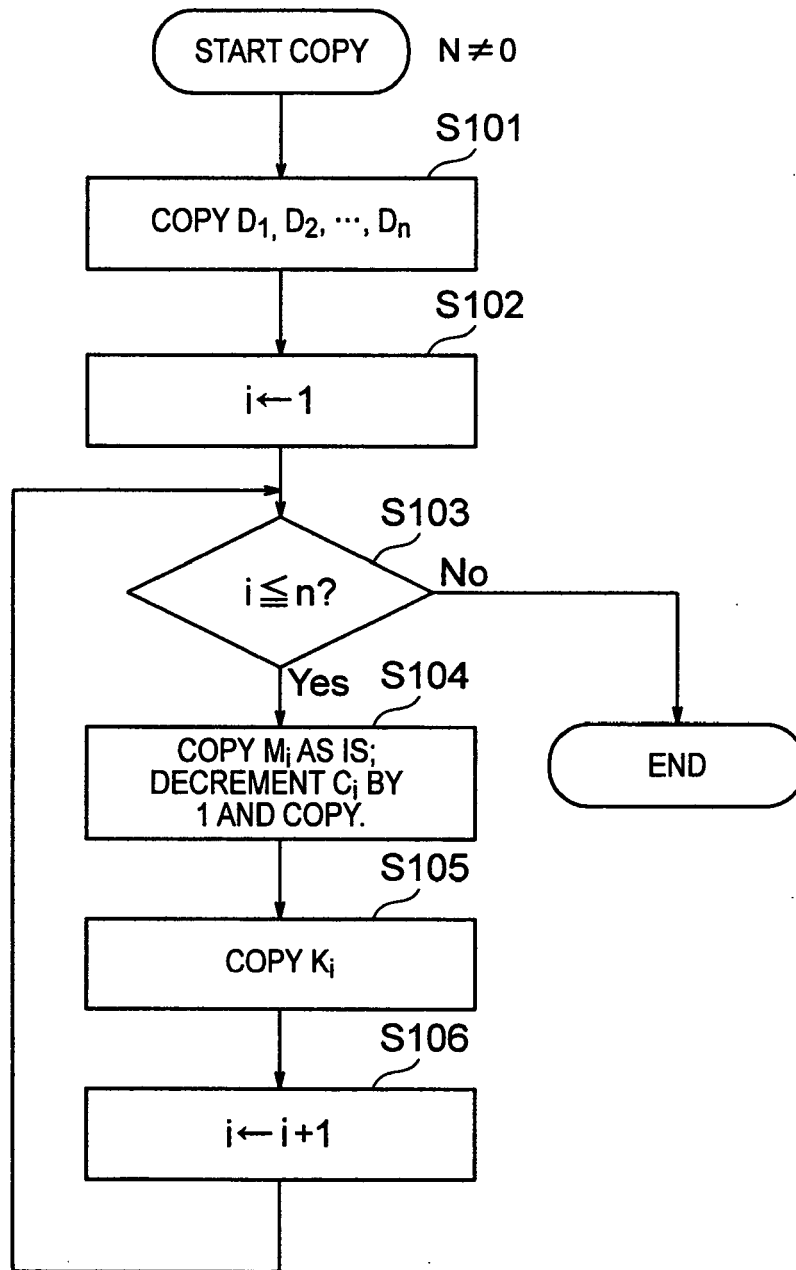 START COPY
N ≠ 0
S101
COPY D₁, D₂, ···, Dₙ
S102
i ← 1
S103
i ≦ n?
No
Yes
S104
COPY Mᵢ AS IS;
DECREMENT Cᵢ BY
1 AND COPY.
END
S105
COPY Kᵢ
S106
i ← i+1